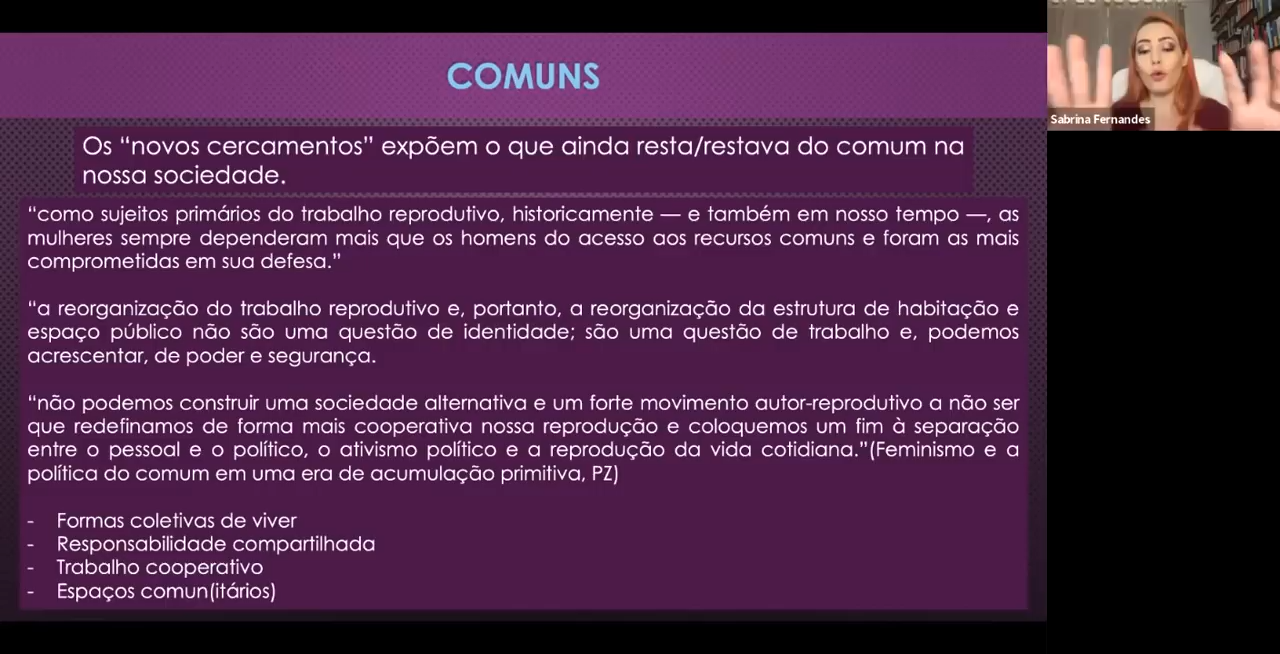 COMUNS
Os “novos cercamentos” expõem o que ainda resta/restava do comum na
nossa sociedade.
“como sujeitos primários do trabalho reprodutivo, historicamente — e também em nosso tempo —, as
mulheres sempre dependeram mais que os homens do acesso aos recursos comuns e foram as mais
comprometidas em sua defesa.”
“a reorganização do trabalho reprodutivo e, portanto, a reorganização da estrutura de habitação e
espaço público não são uma questão de identidade; são uma questão de trabalho e, podemos
acrescentar, de poder e segurança.
“não podemos construir uma sociedade alternativa e um forte movimento autor-reprodutivo a não ser
que redefinamos de forma mais cooperativa nossa reprodução e coloquemos um fim à separação
entre o pessoal e o político, o ativismo político e a reprodução da vida cotidiana.”(Feminismo e a
política do comum em uma era de acumulação primitiva, PZ)
- Formas coletivas de viver
- Responsabilidade compartilhada
- Trabalho cooperativo
- Espaços comun(itários)
Sabrina Fernandes